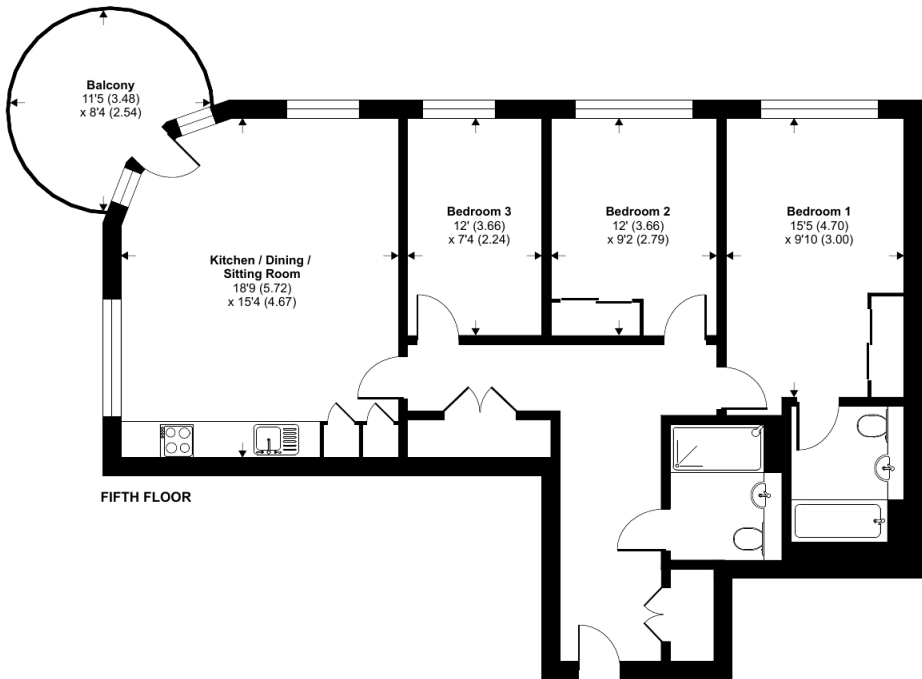 Balcony
11'5 (3.48)
x 8'4 (2.54)
Kitchen / Dining /
Sitting Room
18'9 (5.72)
x 15'4 (4.67)
Bedroom 3
12' (3.66)
x 7'4 (2.24)
Bedroom 2
12' (3.66)
x 9'2 (2.79)
Bedroom 1
15'5 (4.70)
x 9'10 (3.00)
FIFTH FLOOR